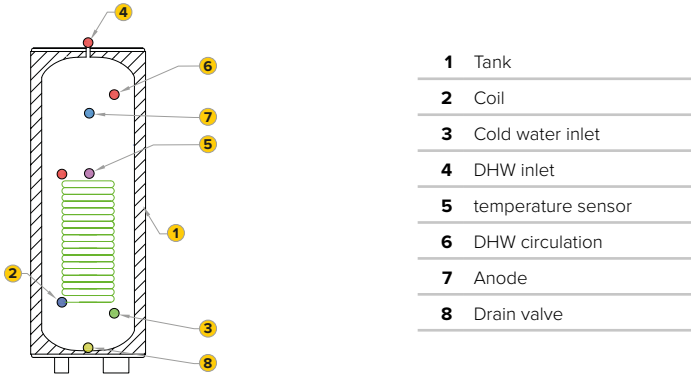 4
6
7
5
1
2
3
8
1 Tank
2 Coil
3 Cold water inlet
4 DHW inlet
5 temperature sensor
6 DHW circulation
7 Anode
8 Drain valve